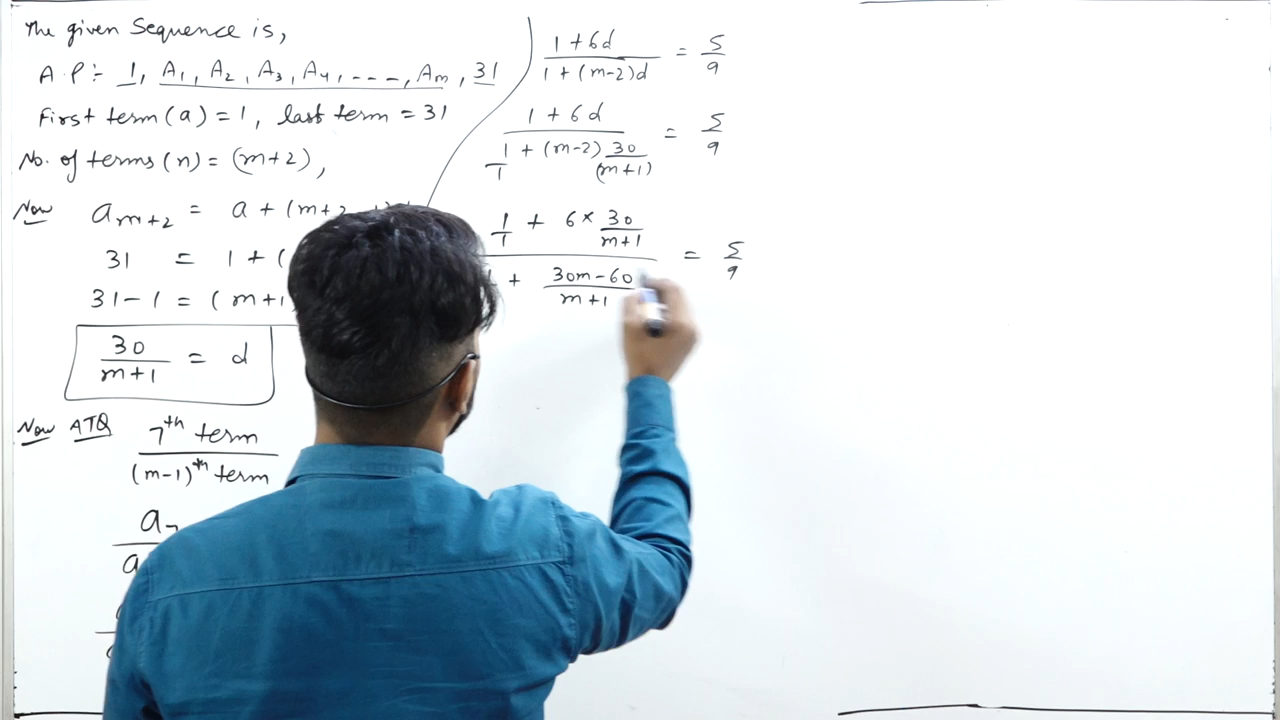 The given Sequence is,
A.P:- 1, A₁, A₂, A₃, A₄, ---, Am, 31
First term (a) = 1, last term = 31
No. of terms (n) = (m+2),
Now a_{m+2} = a + (m+2
31 = 1 + (
31-1 = (m+1
30/(m+1) = d
Now ATQ 7th term / (m-1)th term
a₇
a
(1+6d)/(1+(m-2)d) = 5/9
(1+6d)/(1/1 + (m-2) 30/(m+1)) = 5/9
(1/1 + 6 × 30/(m+1))/( + (30m-60)/(m+1)) = 5/9